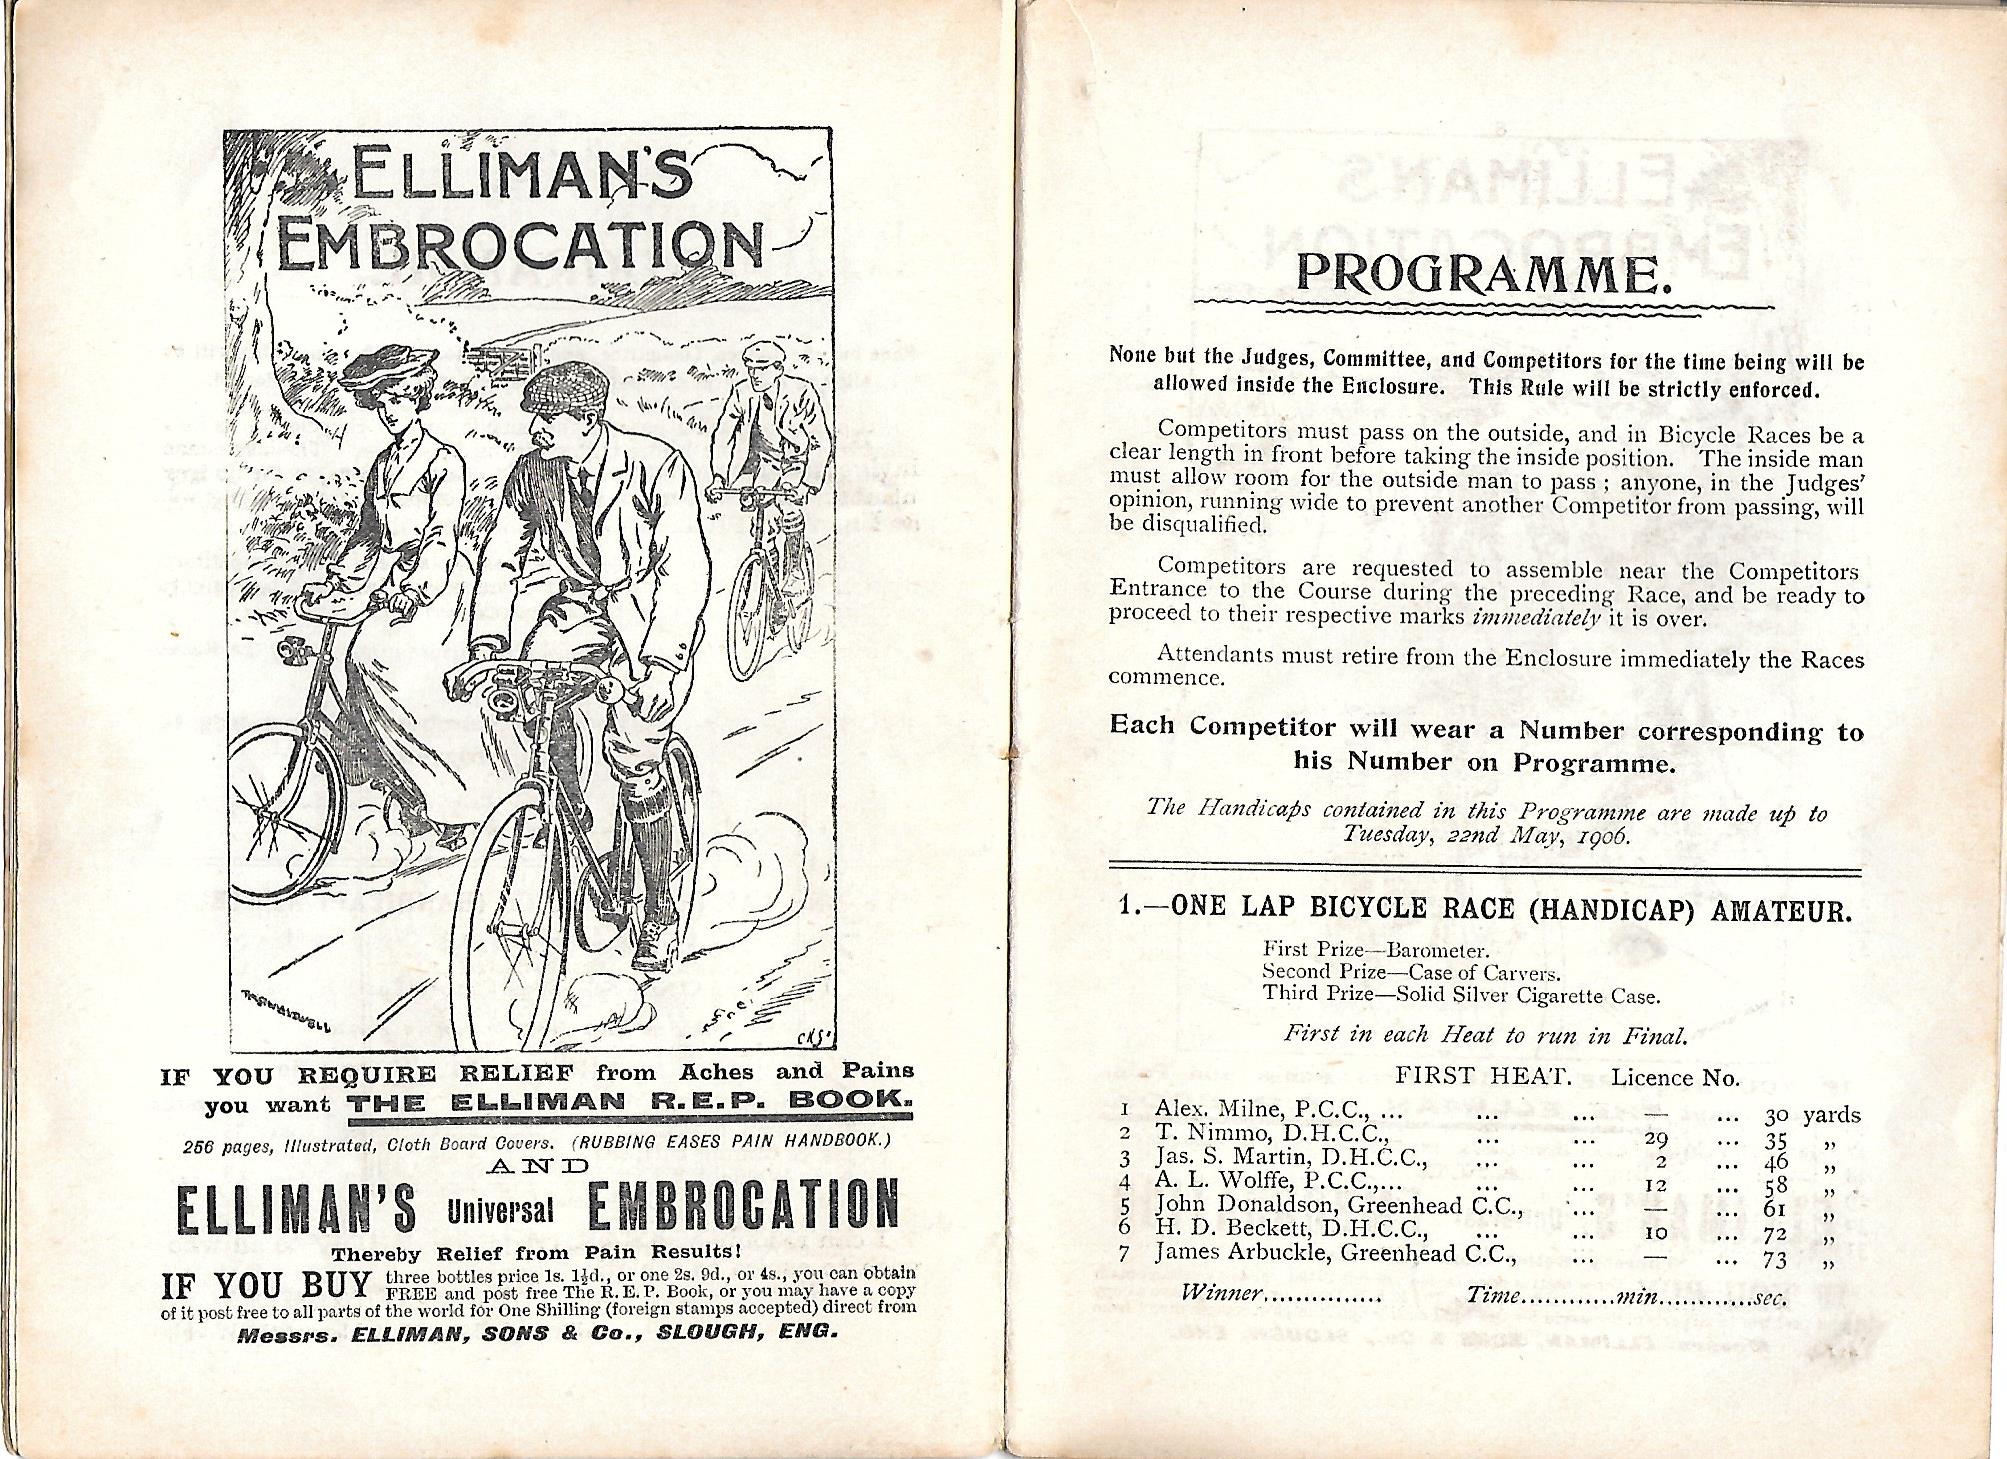 ELLIMAN'S
EMBROCATION
CHS
IF YOU REQUIRE RELIEF from Aches and Pains
you want THE ELLIMAN R.E.P. BOOK.
256 pages, Illustrated, Cloth Board Covers. (RUBBING EASES PAIN HANDBOOK.)
AND
ELLIMAN'S Universal EMBROCATION
Thereby Relief from Pain Results!
IF YOU BUY three bottles price 1s. 1½d., or one 2s. 9d., or 4s., you can obtain
FREE and post free The R.E.P. Book, or you may have a copy
of it post free to all parts of the world for One Shilling (foreign stamps accepted) direct from
Messrs. ELLIMAN, SONS & Co., SLOUGH, ENG.
PROGRAMME.
None but the Judges, Committee, and Competitors for the time being will be
allowed inside the Enclosure. This Rule will be strictly enforced.
Competitors must pass on the outside, and in Bicycle Races be a
clear length in front before taking the inside position. The inside man
must allow room for the outside man to pass ; anyone, in the Judges'
opinion, running wide to prevent another Competitor from passing, will
be disqualified.
Competitors are requested to assemble near the Competitors
Entrance to the Course during the preceding Race, and be ready to
proceed to their respective marks immediately it is over.
Attendants must retire from the Enclosure immediately the Races
commence.
Each Competitor will wear a Number corresponding to
his Number on Programme.
The Handicaps contained in this Programme are made up to
Tuesday, 22nd May, 1906.
1.—ONE LAP BICYCLE RACE (HANDICAP) AMATEUR.
First Prize—Barometer.
Second Prize—Case of Carvers.
Third Prize—Solid Silver Cigarette Case.
First in each Heat to run in Final.
FIRST HEAT. Licence No.
1 Alex. Milne, P.C.C., ... ... ... — ... 30 yards
2 T. Nimmo, D.H.C.C., ... ... 29 ... 35 ,,
3 Jas. S. Martin, D.H.C.C., ... ... 2 ... 46 ,,
4 A. L. Wolffe, P.C.C.,... ... ... 12 ... 58 ,,
5 John Donaldson, Greenhead C.C., ... — ... 61 ,,
6 H. D. Beckett, D.H.C.C., ... ... 10 ... 72 ,,
7 James Arbuckle, Greenhead C.C., ... — ... 73 ,,
Winner............... Time............min............sec.